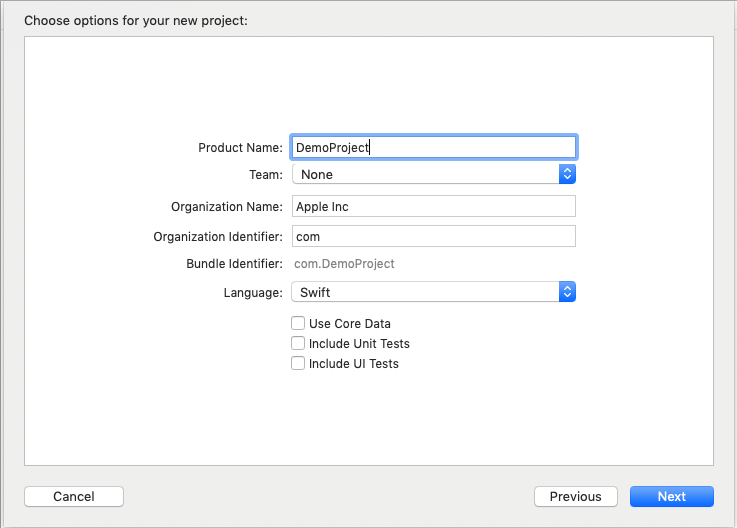 Choose options for your new project:
Product Name: DemoProject
Team: None
Organization Name: Apple Inc
Organization Identifier: com
Bundle Identifier: com.DemoProject
Language: Swift
Use Core Data
Include Unit Tests
Include UI Tests
Cancel Previous Next